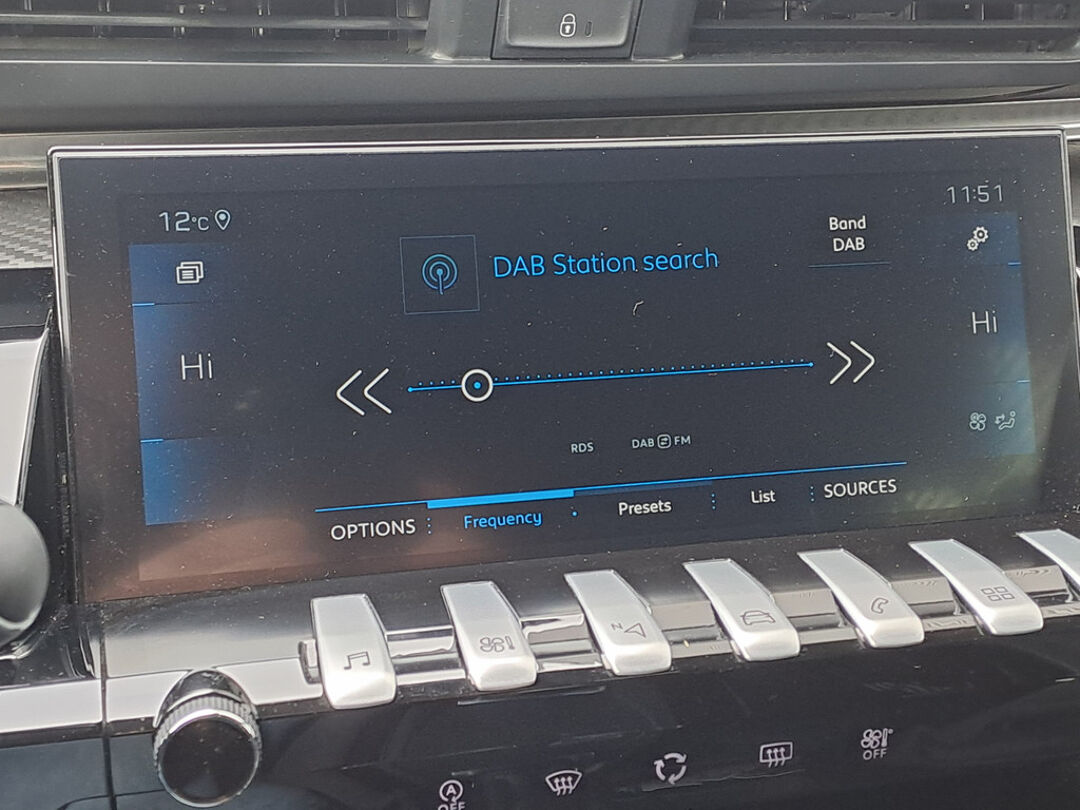 12°C
11:51
Band
DAB
DAB Station search
Hi
Hi
RDS
DAB FM
OPTIONS
Frequency
Presets
List
SOURCES
N
A
OFF
OFF